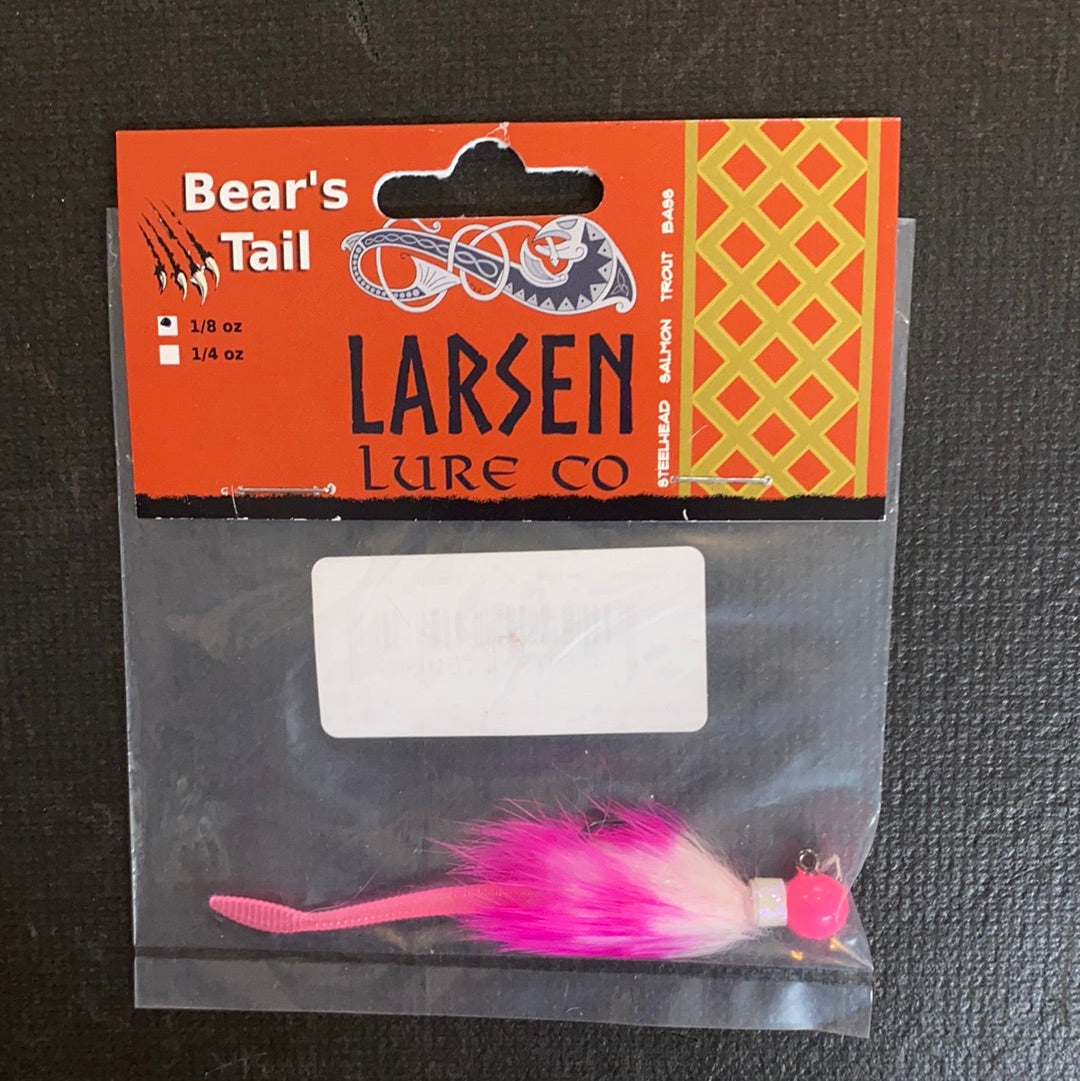 Bear's
Tail
1/8 oz
1/4 oz
LARSEN
LURE CO
STEELHEAD SALMON TROUT BASS